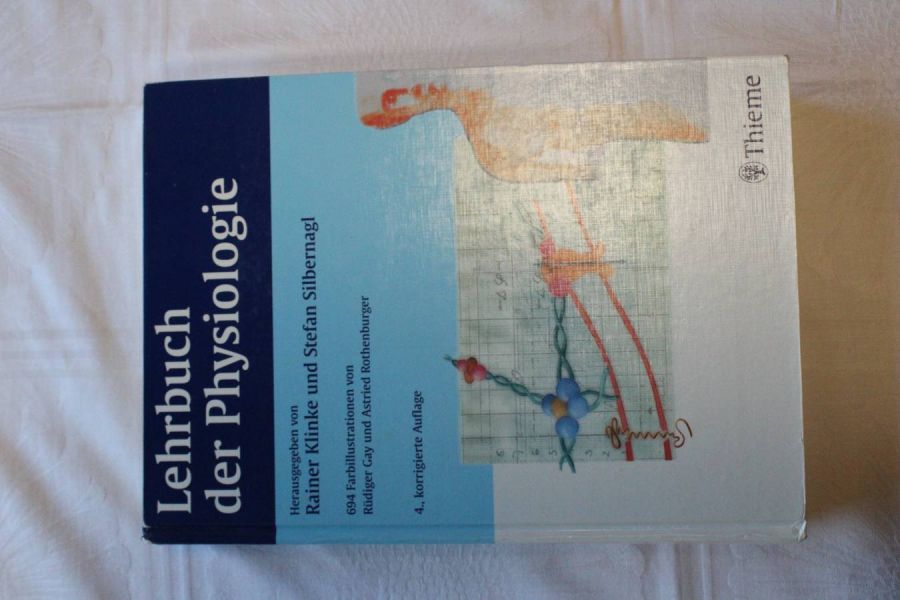 Lehrbuch
der Physiologie
Herausgegeben von
Rainer Klinke und Stefan Silbernagl
694 Farbillustrationen von
Rüdiger Gay und Astried Rothenburger
4., korrigierte Auflage
Thieme